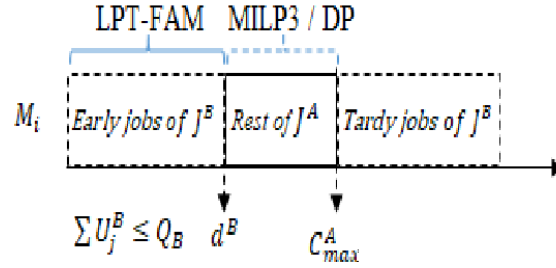 LPT-FAM MILP3 / DP
M_i Early jobs of J^B Rest of J^A Tardy jobs of J^B
∑ U_j^B ≤ Q_B d^B C_max^A